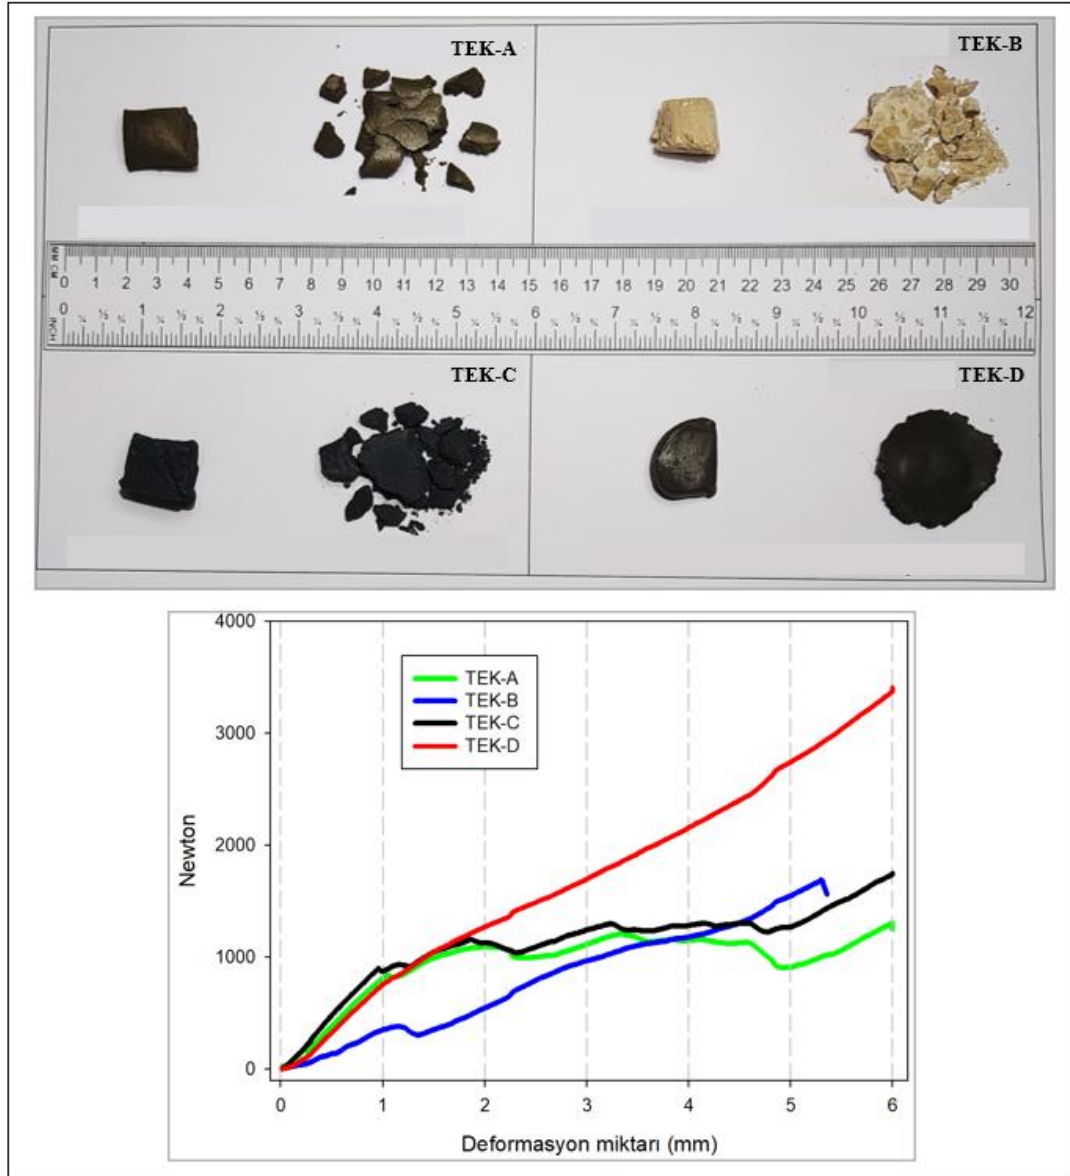 TEK-A
TEK-B
MM CM 0 1 2 3 4 5 6 7 8 9 10 11 12 13 14 15 16 17 18 19 20 21 22 23 24 25 26 27 28 29 30
INCH 0 1 2 3 4 5 6 7 8 9 10 11 12
TEK-C
TEK-D
4000
3000
2000
1000
0
Newton
TEK-A
TEK-B
TEK-C
TEK-D
0 1 2 3 4 5 6
Deformasyon miktarı (mm)